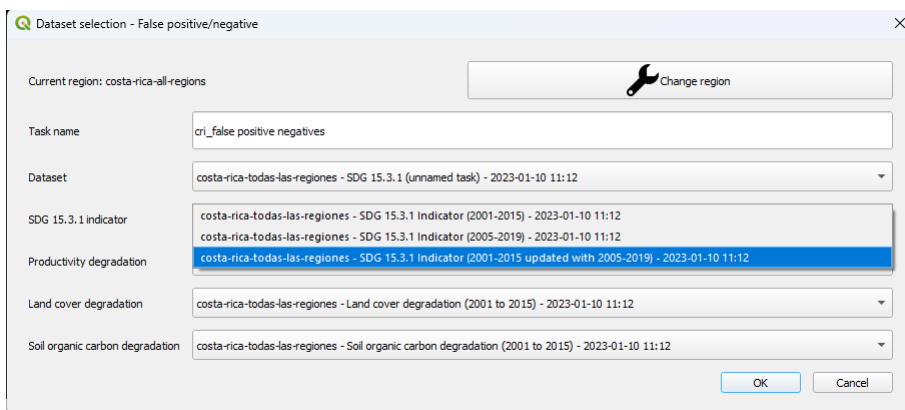 Dataset selection - False positive/negative
Current region: costa-rica-all-regions
Change region
Task name
cri_false positive negatives
Dataset
costa-rica-todas-las-regiones - SDG 15.3.1 (unnamed task) - 2023-01-10 11:12
SDG 15.3.1 indicator
costa-rica-todas-las-regiones - SDG 15.3.1 Indicator (2001-2015) - 2023-01-10 11:12
costa-rica-todas-las-regiones - SDG 15.3.1 Indicator (2005-2019) - 2023-01-10 11:12
costa-rica-todas-las-regiones - SDG 15.3.1 Indicator (2001-2015 updated with 2005-2019) - 2023-01-10 11:12
Productivity degradation
Land cover degradation
costa-rica-todas-las-regiones - Land cover degradation (2001 to 2015) - 2023-01-10 11:12
Soil organic carbon degradation
costa-rica-todas-las-regiones - Soil organic carbon degradation (2001 to 2015) - 2023-01-10 11:12
OK
Cancel